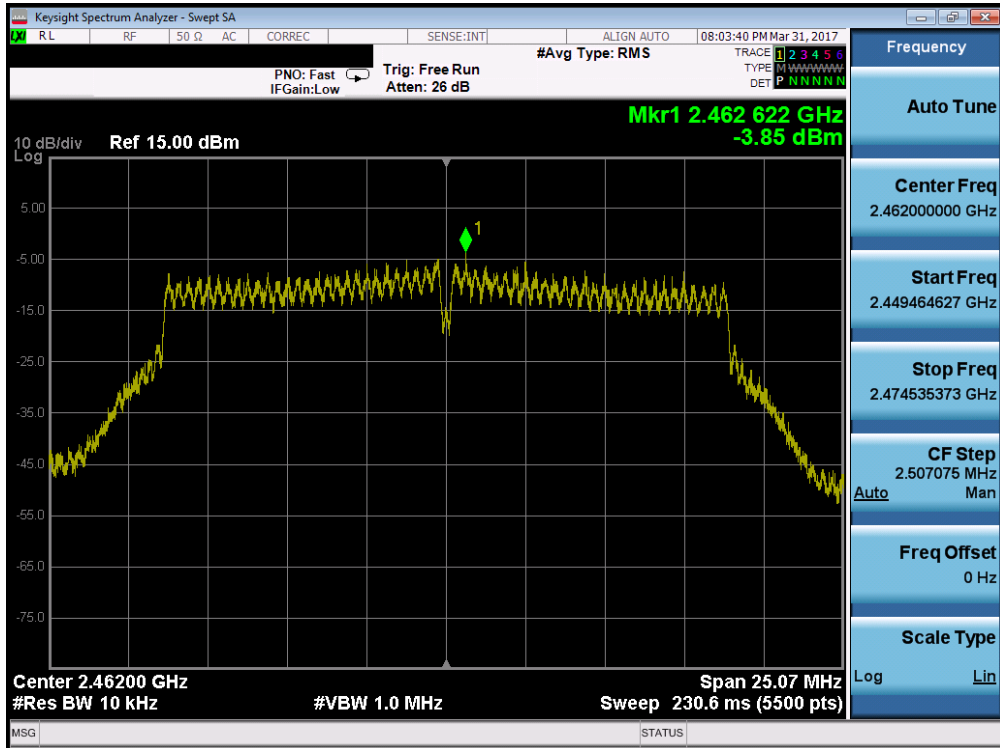 Keysight Spectrum Analyzer - Swept SA
LXI RL RF 50 Ω AC CORREC SENSE:INT ALIGN AUTO 08:03:40 PM Mar 31, 2017
#Avg Type: RMS
TRACE 1 2 3 4 5 6
TYPE M WWWWW
DET P N N N N N
PNO: Fast
IFGain:Low
Trig: Free Run
Atten: 26 dB
Mkr1 2.462 622 GHz
-3.85 dBm
10 dB/div
Log
Ref 15.00 dBm
1
5.00
-5.00
-15.0
-25.0
-35.0
-45.0
-55.0
-65.0
-75.0
Center 2.46200 GHz
#Res BW 10 kHz
#VBW 1.0 MHz
Span 25.07 MHz
Sweep 230.6 ms (5500 pts)
MSG
STATUS
Frequency
Auto Tune
Center Freq
2.462000000 GHz
Start Freq
2.449464627 GHz
Stop Freq
2.474535373 GHz
CF Step
2.507075 MHz
Auto Man
Freq Offset
0 Hz
Scale Type
Log Lin